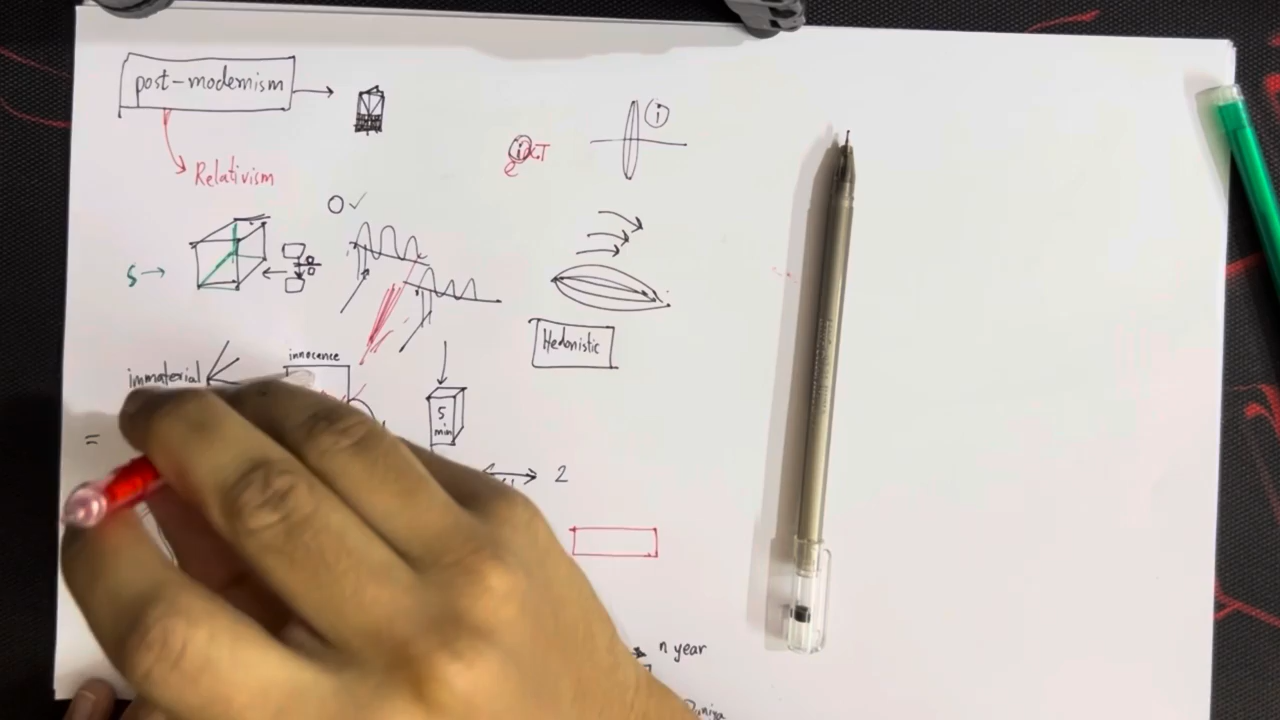 post-modernism
i
Relativism
S →
innocence
Hedonistic
immaterial
5
min
=
2
n year